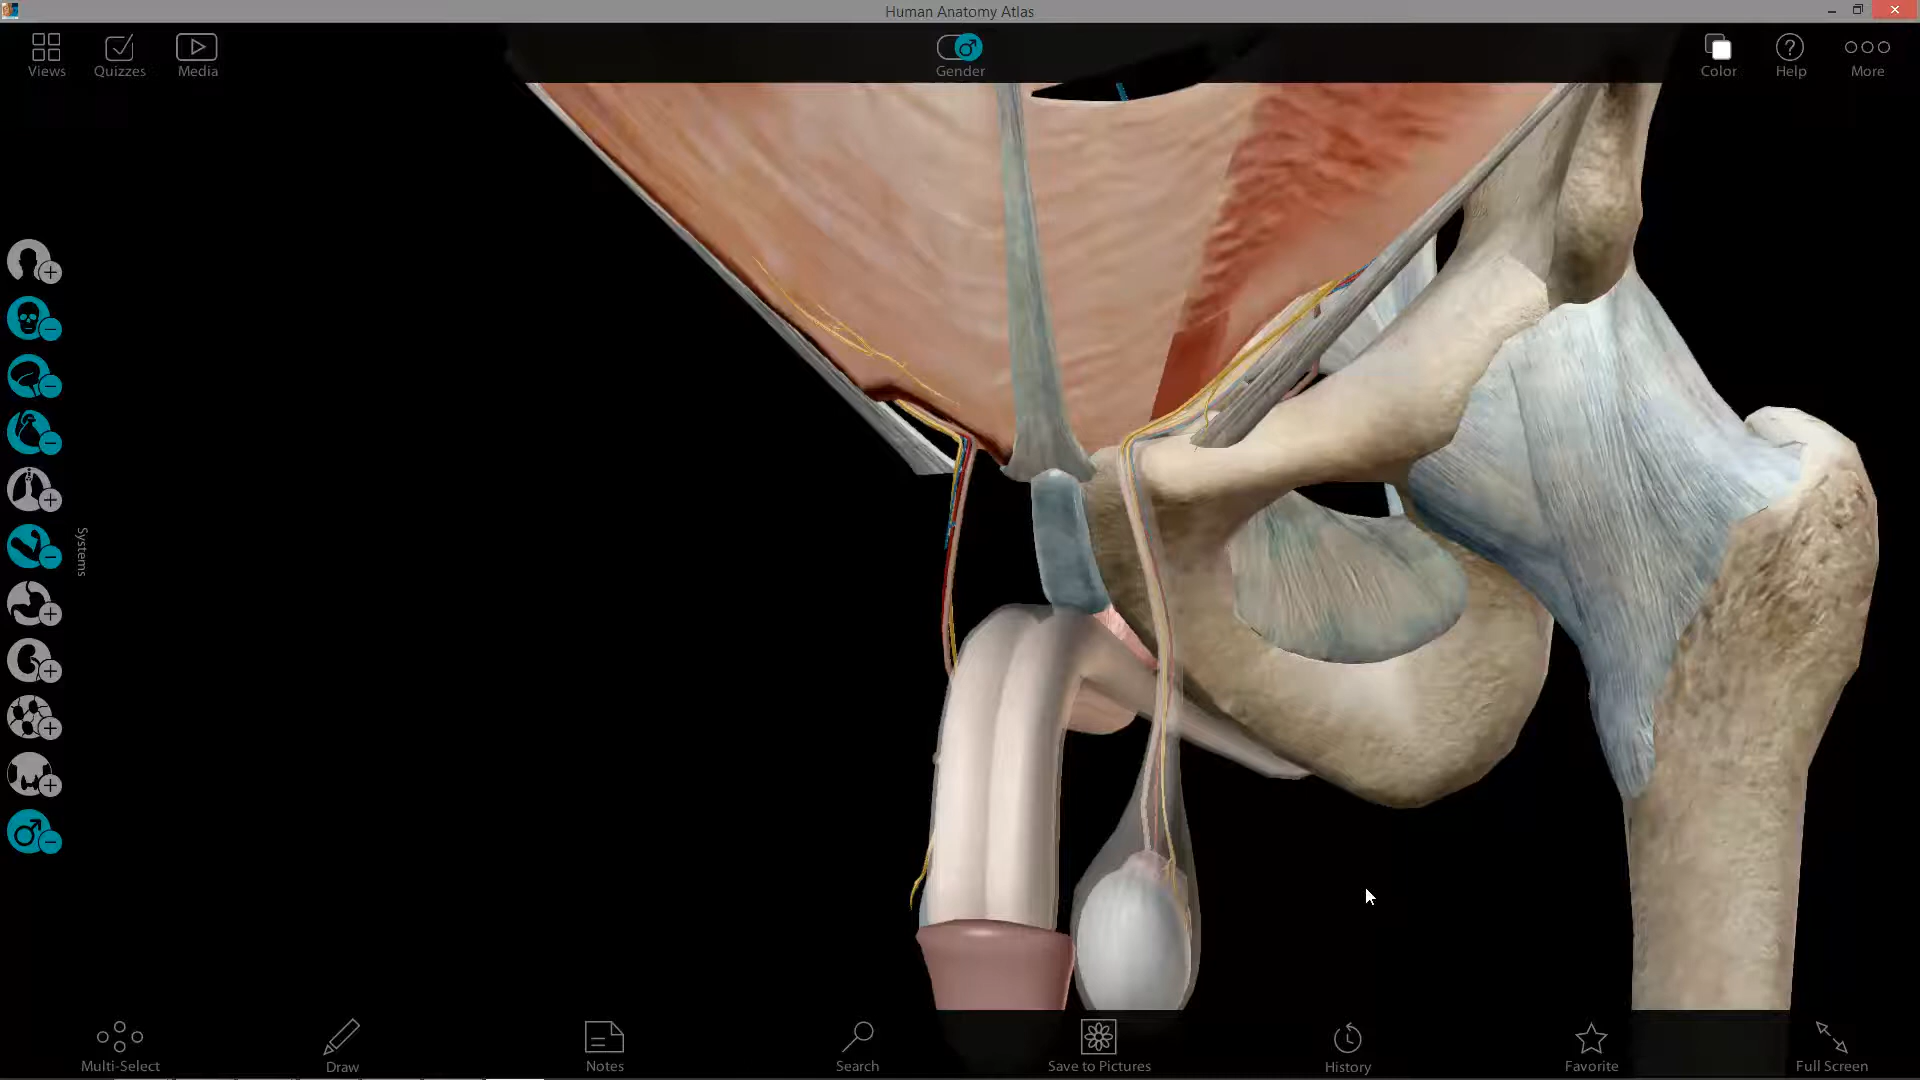 Human Anatomy Atlas
Views
Quizzes
Media
Gender
Color
Help
More
Systems
Multi-Select
Draw
Notes
Search
Save to Pictures
History
Favorite
Full Screen